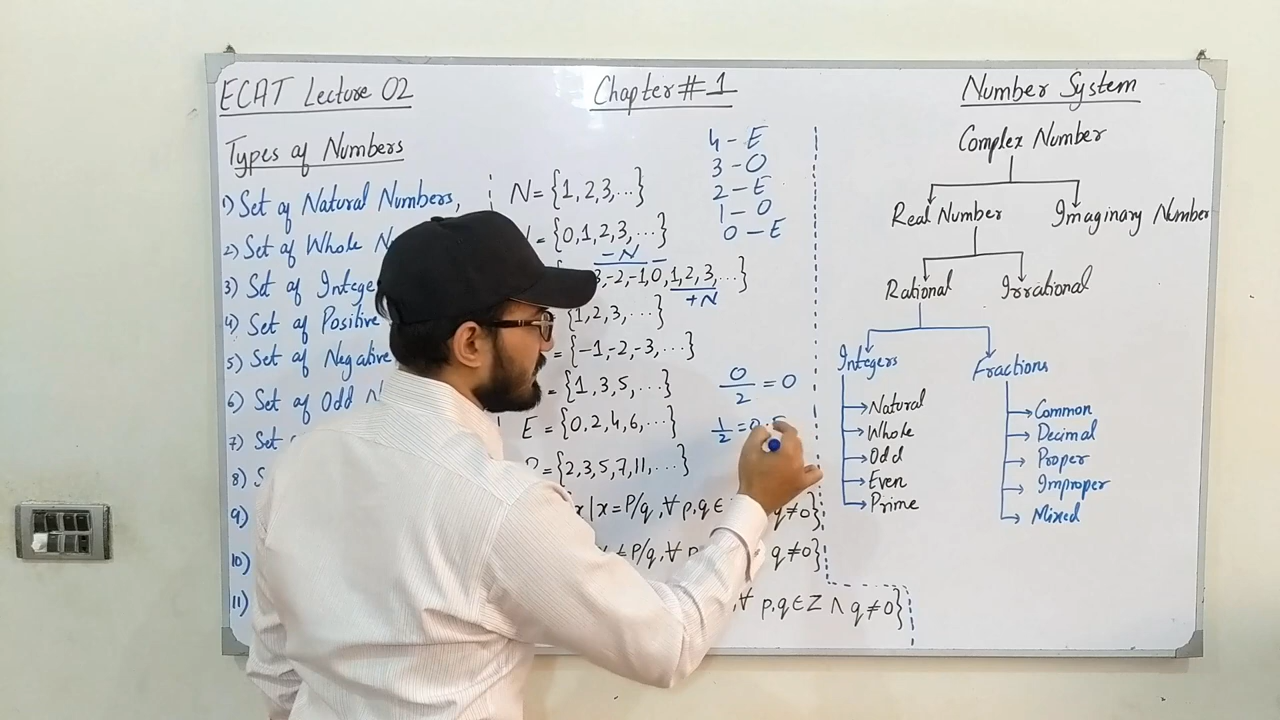 ECAT Lecture 02
Chapter # 1
Number System
Types of Numbers
1) Set of Natural Numbers,
2) Set of Whole
3) Set of
4) Set of Positive
5) Set of Negative
6) Set of Odd
7) Set
8)
9)
10)
11)
N = {1, 2, 3, ...}
= {0, 1, 2, 3, ...}
-N
3, -2, -1, 0, 1, 2, 3, ...}
+N
{1, 2, 3, ...}
= {-1, -2, -3, ...}
= {1, 3, 5, ...}
E = {0, 2, 4, 6, ...}
= {2, 3, 5, 7, 11, ...}
x | x = P/q, ∀ p, q ∈ q ≠ 0}
≠ P/q, ∀ q ≠ 0}
, ∀ p, q ∈ Z ∧ q ≠ 0}
4 - E
3 - O
2 - E
1 - O
0 - E
0/2 = 0
1/2 = 0.5
Complex Number
Real Number
Imaginary Number
Rational
Irrational
Integers
Natural
Whole
Odd
Even
Prime
Fractions
Common
Decimal
Proper
Improper
Mixed